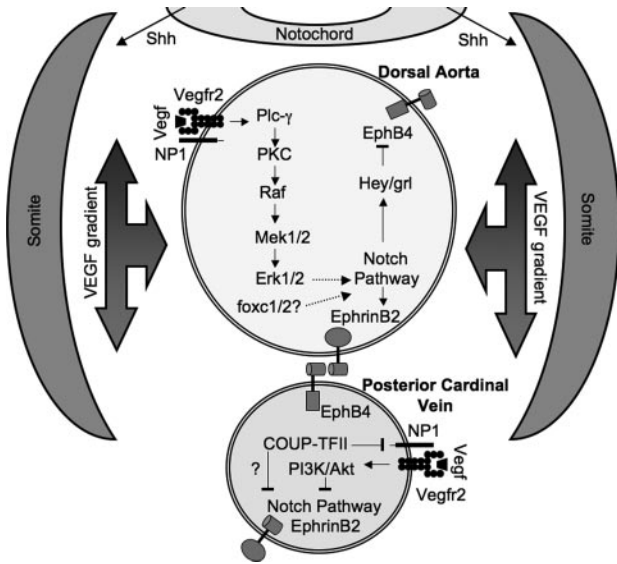 Notochord
Shh
Shh
Dorsal Aorta
Vegfr2
Vegf
NP1
Plc-γ
PKC
Raf
Mek1/2
Erk1/2
foxc1/2?
EphB4
Hey/grl
Notch
Pathway
EphrinB2
Somite
VEGF gradient
VEGF gradient
Somite
Posterior Cardinal
Vein
EphB4
NP1
COUP-TFII
?
PI3K/Akt
Vegf
Vegfr2
Notch Pathway
EphrinB2